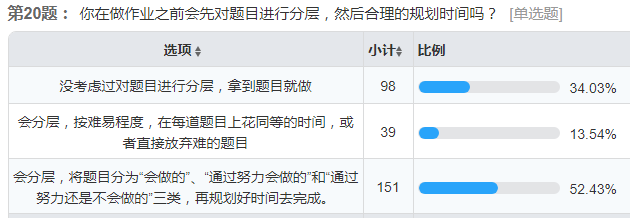 第20题： 你在做作业之前会先对题目进行分层，然后合理的规划时间吗？ [单选题]
选项 小计 比例
没考虑过对题目进行分层，拿到题目就做 98 34.03%
会分层，按难易程度，在每道题目上花同等的时间，或
者直接放弃难的题目 39 13.54%
会分层，将题目分为“会做的”、“通过努力会做的”和“通过
努力还是不会做的”三类，再规划好时间去完成。 151 52.43%